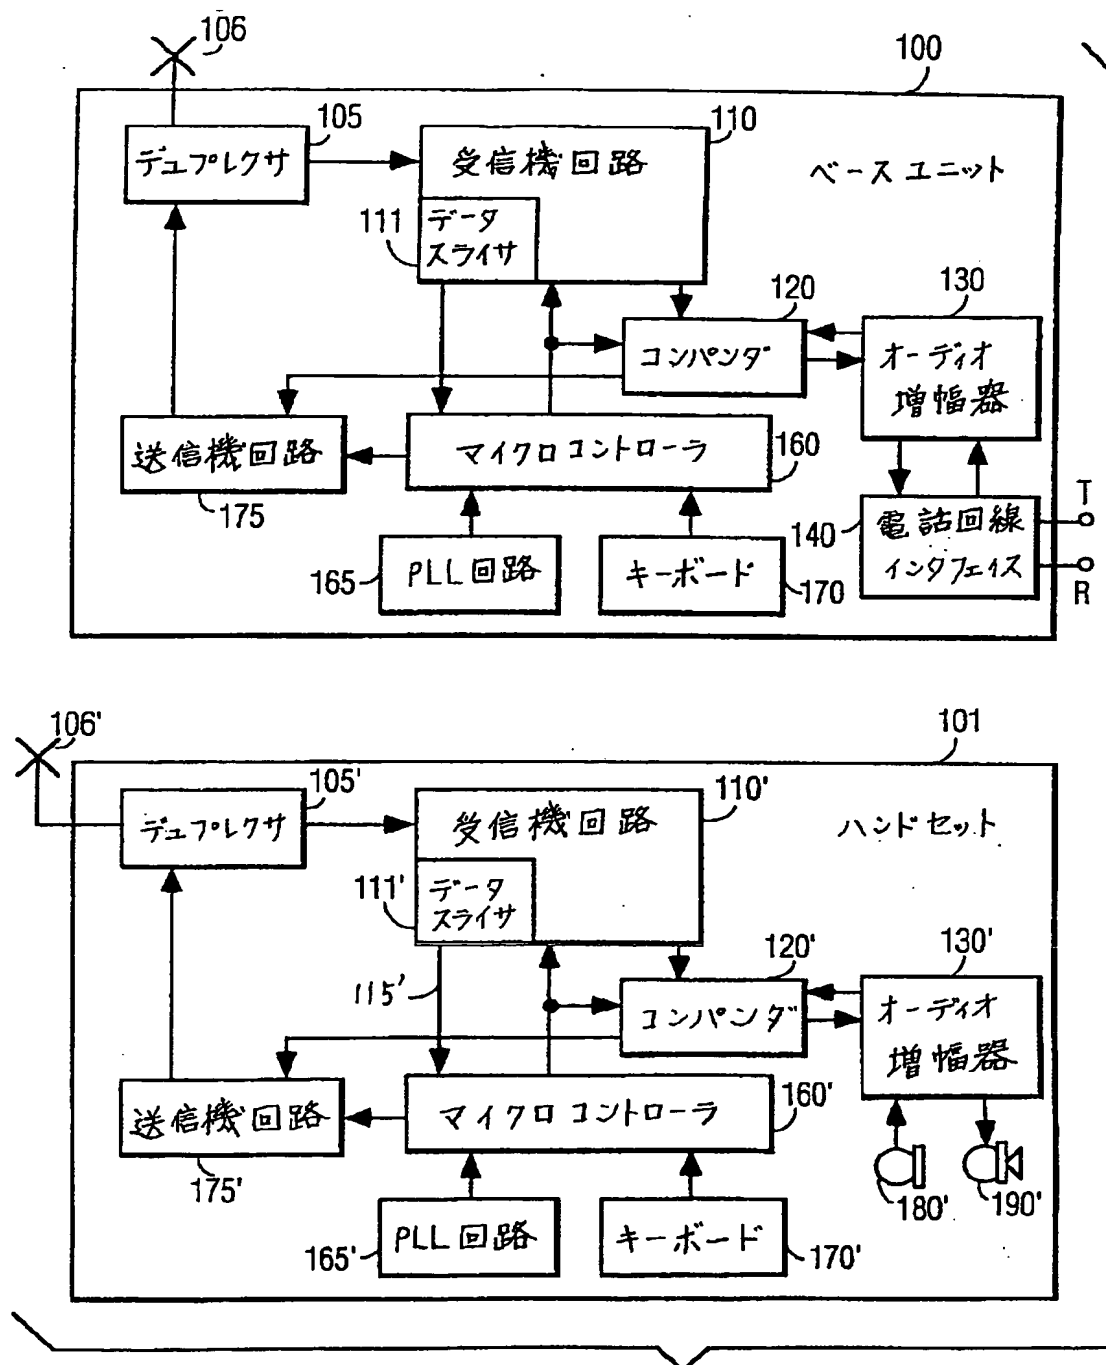 106
100
105
デュプレクサ
110
受信機回路
ベースユニット
111
データ
スライサ
120
コンパンダ
130
オーディオ
増幅器
送信機回路
175
マイクロコントローラ
160
T
140
電話回線
インタフェイス
R
165
PLL回路
キーボード
170
106'
101
105'
デュプレクサ
110'
受信機回路
ハンドセット
111'
データ
スライサ
115'
120'
コンパンダ
130'
オーディオ
増幅器
送信機回路
175'
マイクロコントローラ
160'
180'
190'
165'
PLL回路
キーボード
170'